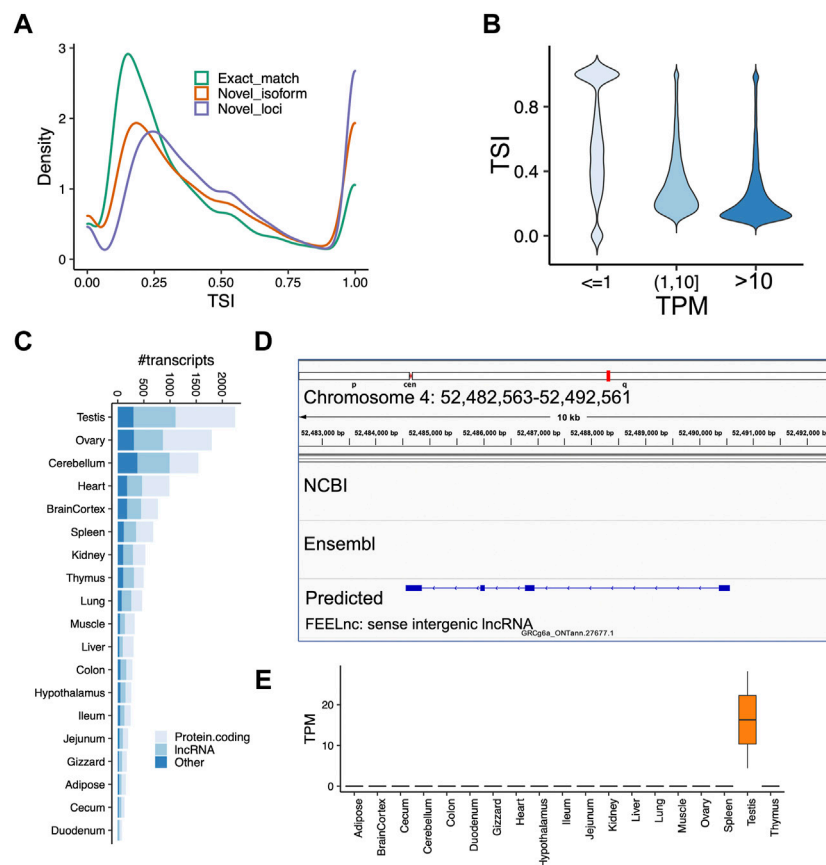 A
3
2
1
0
Density
0.00 0.25 0.50 0.75 1.00
TSI
Exact_match
Novel_isoform
Novel_loci
B
0.8
0.4
0.0
TSI
<=1 (1,10] >10
TPM
C
#transcripts
0 500 1000 1500 2000
Testis
Ovary
Cerebellum
Heart
BrainCortex
Spleen
Kidney
Thymus
Lung
Muscle
Liver
Colon
Hypothalamus
Ileum
Jejunum
Gizzard
Adipose
Cecum
Duodenum
Protein.coding
lncRNA
Other
D
p cen q
Chromosome 4: 52,482,563-52,492,561
10 kb
52,483,000 bp 52,484,000 bp 52,485,000 bp 52,486,000 bp 52,487,000 bp 52,488,000 bp 52,489,000 bp 52,490,000 bp 52,491,000 bp 52,492,000 bp
NCBI
Ensembl
Predicted
FEELnc: sense intergenic lncRNA
GRCg6a_ONTann.27677.1
E
20
10
0
TPM
Adipose
BrainCortex
Cecum
Cerebellum
Colon
Duodenum
Gizzard
Heart
Hypothalamus
Ileum
Jejunum
Kidney
Liver
Lung
Muscle
Ovary
Spleen
Testis
Thymus